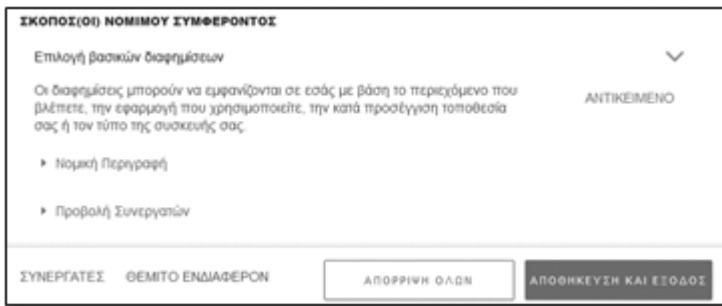 ΣΚΟΠΟΣ(ΟΙ) ΝΟΜΙΜΟΥ ΣΥΜΦΕΡΟΝΤΟΣ
Επιλογή βασικών διαφημίσεων
Οι διαφημίσεις μπορούν να εμφανίζονται σε εσάς με βάση το περιεχόμενο που
βλέπετε, την εφαρμογή που χρησιμοποιείτε, την κατά προσέγγιση τοποθεσία
σας ή τον τύπο της συσκευής σας.
ΑΝΤΙΚΕΙΜΕΝΟ
Νομική Περιγραφή
Προβολή Συνεργατών
ΣΥΝΕΡΓΑΤΕΣ ΘΕΜΙΤΟ ΕΝΔΙΑΦΕΡΟΝ ΑΠΟΡΡΙΨΗ ΟΛΩΝ ΑΠΟΘΗΚΕΥΣΗ ΚΑΙ ΕΞΟΔΟΣ